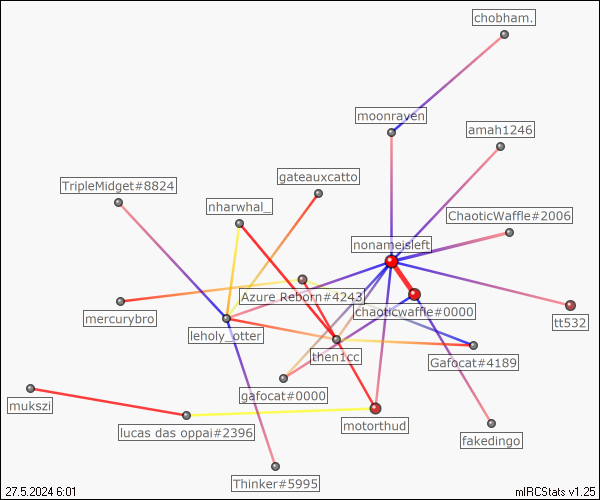 chobham.
moonraven
amah1246
gateauxcatto
TripleMidget#8824
nharwhal_
ChaoticWaffle#2006
nonameisleft
Azure Reborn#4243
chaoticwaffle#0000
mercurybro
tt532
leholy_otter
then1cc
Gafocat#4189
gafocat#0000
mukszi
motorthud
lucas das oppai#2396
fakedingo
Thinker#5995
27.5.2024 6:01
mIRCStats v1.25